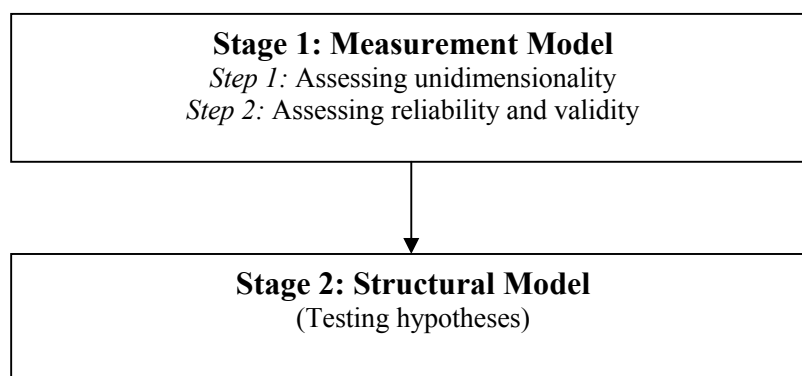 Stage 1: Measurement Model
Step 1: Assessing unidimensionality
Step 2: Assessing reliability and validity
Stage 2: Structural Model
(Testing hypotheses)